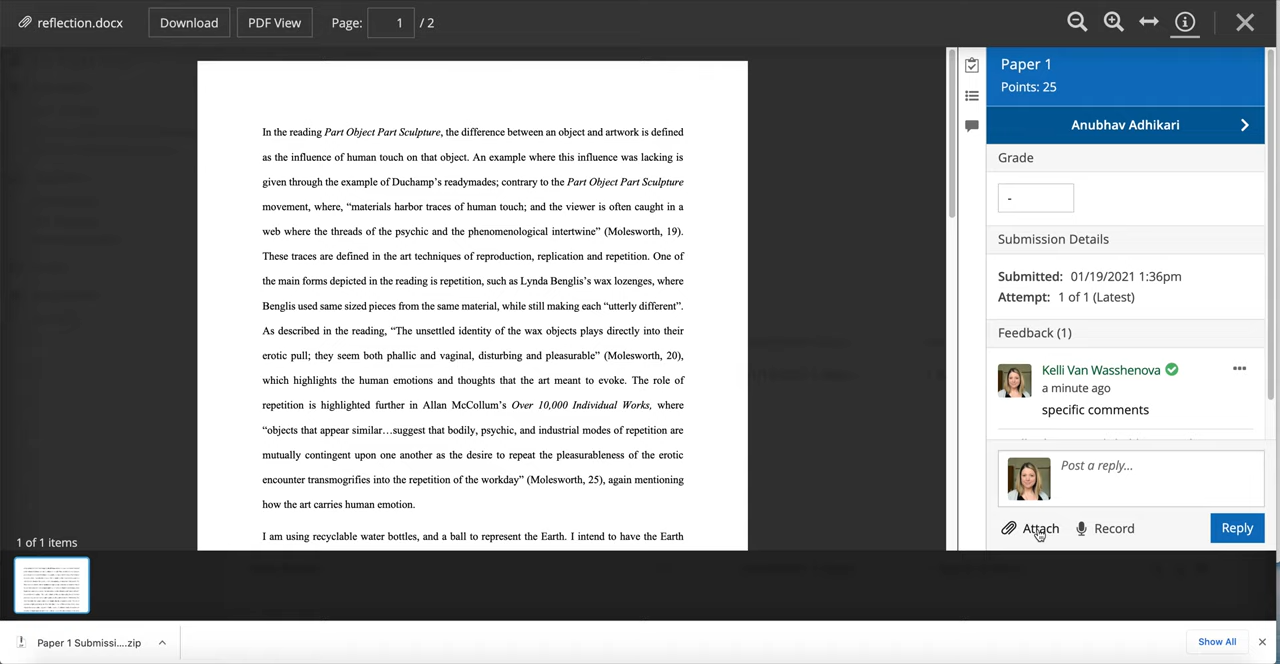 reflection.docx
Download
PDF View
Page: 1 / 2
In the reading Part Object Part Sculpture, the difference between an object and artwork is defined
as the influence of human touch on that object. An example where this influence was lacking is
given through the example of Duchamp's readymades; contrary to the Part Object Part Sculpture
movement, where, “materials harbor traces of human touch; and the viewer is often caught in a
web where the threads of the psychic and the phenomenological intertwine” (Molesworth, 19).
These traces are defined in the art techniques of reproduction, replication and repetition. One of
the main forms depicted in the reading is repetition, such as Lynda Benglis's wax lozenges, where
Benglis used same sized pieces from the same material, while still making each “utterly different”.
As described in the reading, “The unsettled identity of the wax objects plays directly into their
erotic pull; they seem both phallic and vaginal, disturbing and pleasurable” (Molesworth, 20),
which highlights the human emotions and thoughts that the art meant to evoke. The role of
repetition is highlighted further in Allan McCollum's Over 10,000 Individual Works, where
“objects that appear similar…suggest that bodily, psychic, and industrial modes of repetition are
mutually contingent upon one another as the desire to repeat the pleasurableness of the erotic
encounter transmogrifies into the repetition of the workday” (Molesworth, 25), again mentioning
how the art carries human emotion.
I am using recyclable water bottles, and a ball to represent the Earth. I intend to have the Earth
Paper 1
Points: 25
Anubhav Adhikari
Grade
-
Submission Details
Submitted: 01/19/2021 1:36pm
Attempt: 1 of 1 (Latest)
Feedback (1)
Kelli Van Wasshenova
a minute ago
specific comments
Post a reply...
Attach
Record
Reply
1 of 1 items
Paper 1 Submissi....zip
Show All